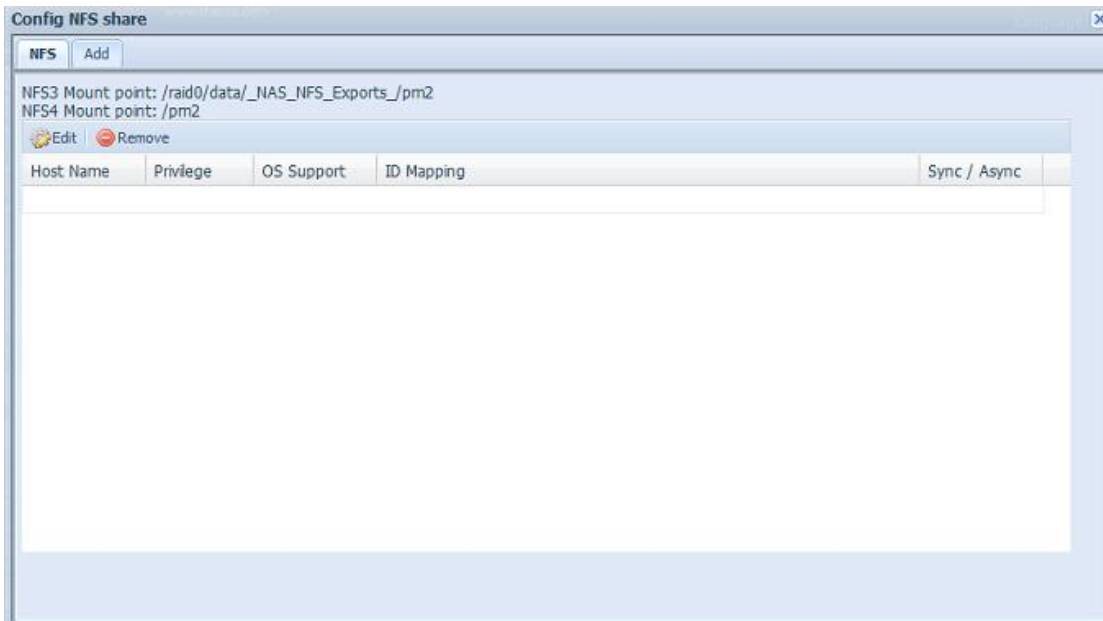 Config NFS share
NFS Add
NFS3 Mount point: /raid0/data/_NAS_NFS_Exports_/pm2
NFS4 Mount point: /pm2
Edit Remove
Host Name Privilege OS Support ID Mapping Sync / Async